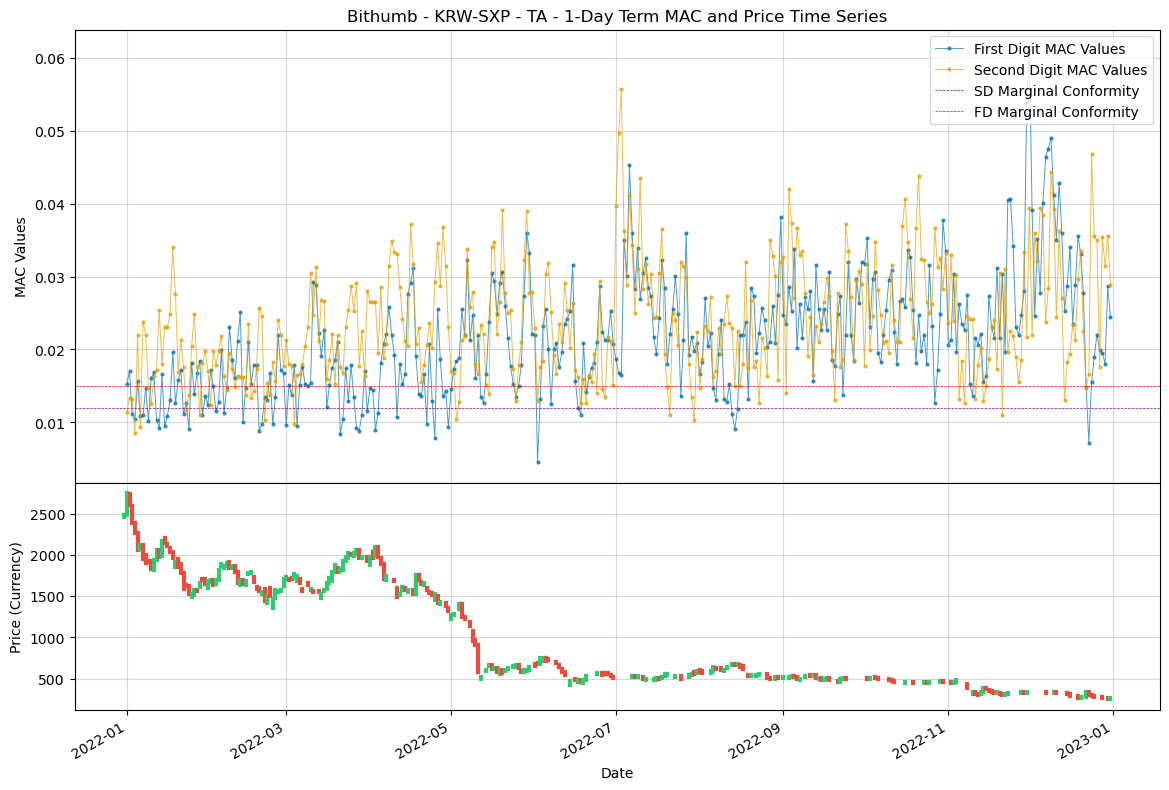 Bithumb - KRW-SXP - TA - 1-Day Term MAC and Price Time Series
First Digit MAC Values
Second Digit MAC Values
SD Marginal Conformity
FD Marginal Conformity
MAC Values
0.06
0.05
0.04
0.03
0.02
0.01
Price (Currency)
2500
2000
1500
1000
500
2022-01
2022-03
2022-05
2022-07
2022-09
2022-11
2023-01
Date